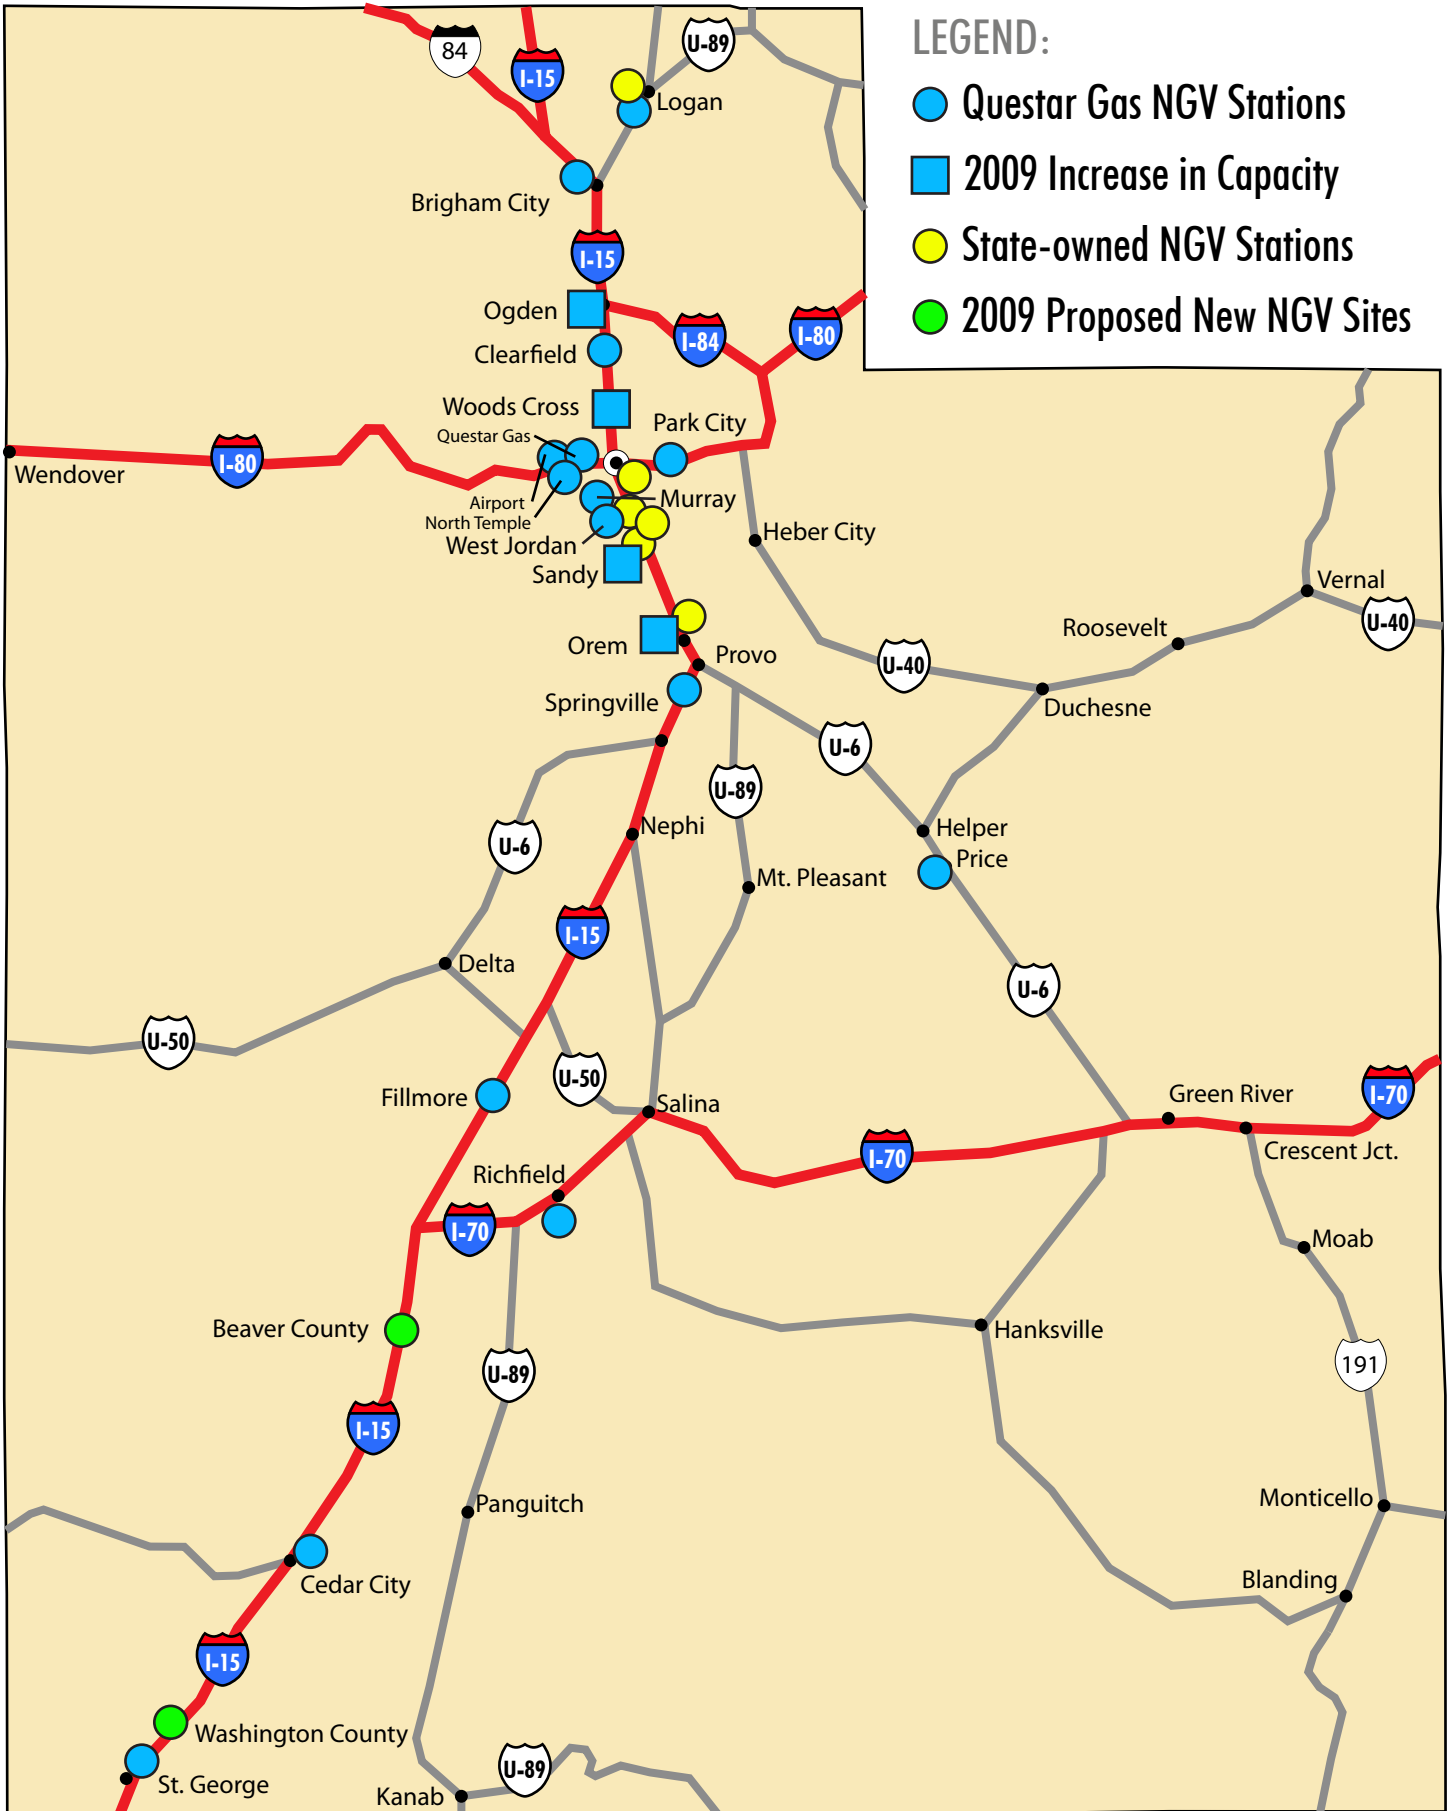 LEGEND:
Questar Gas NGV Stations
2009 Increase in Capacity
State-owned NGV Stations
2009 Proposed New NGV Sites
84
I-15
U-89
Logan
Brigham City
I-15
Ogden
I-84
I-80
Clearfield
Woods Cross
Park City
Questar Gas
Wendover
I-80
Airport
Murray
North Temple
West Jordan
Heber City
Sandy
Vernal
U-40
Roosevelt
Orem
Provo
U-40
Springville
Duchesne
U-6
U-89
Nephi
Helper
U-6
Price
Mt. Pleasant
I-15
Delta
U-6
U-50
U-50
Fillmore
Salina
Green River
I-70
I-70
Crescent Jct.
Richfield
I-70
Moab
Beaver County
Hanksville
191
U-89
I-15
Panguitch
Monticello
Cedar City
Blanding
I-15
Washington County
U-89
St. George
Kanab